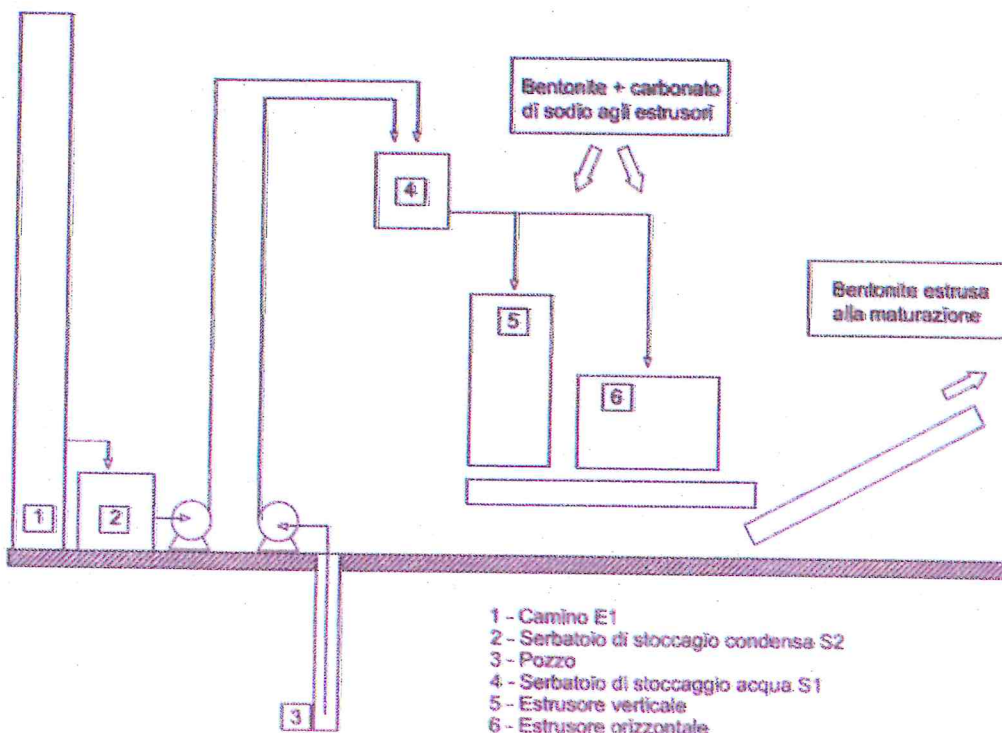 Bentonite + carbonato
di sodio agli estrusori
4
5
6
Bentonite estrusa
alla maturazione
1
2
3
1 - Camino E1
2 - Serbatoio di stoccagio condensa S2
3 - Pozzo
4 - Serbatoio di stoccaggio acqua S1
5 - Estrusore verticale
6 - Estrusore orizzontale